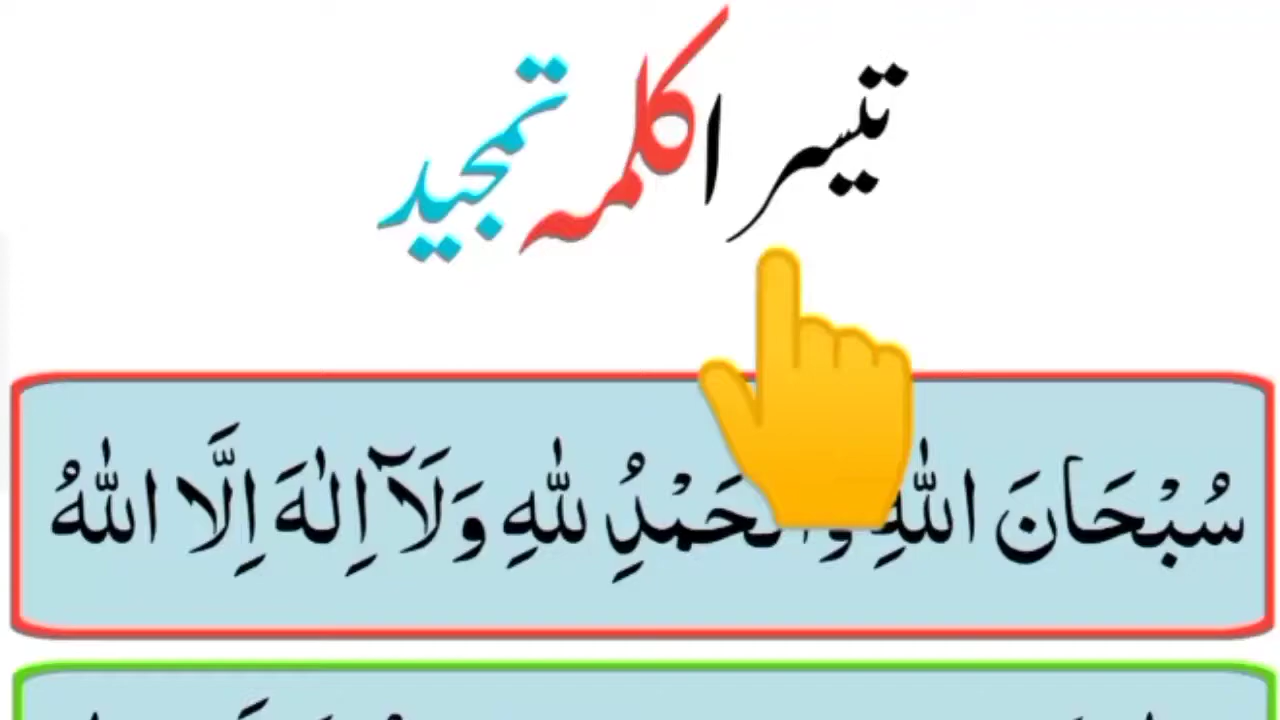 تیسرا کلمہ تمجید
سُبْحَانَ اللّٰهِ لِلّٰهِ وَلَآ اِلٰهَ اِلَّا اللّٰهُ